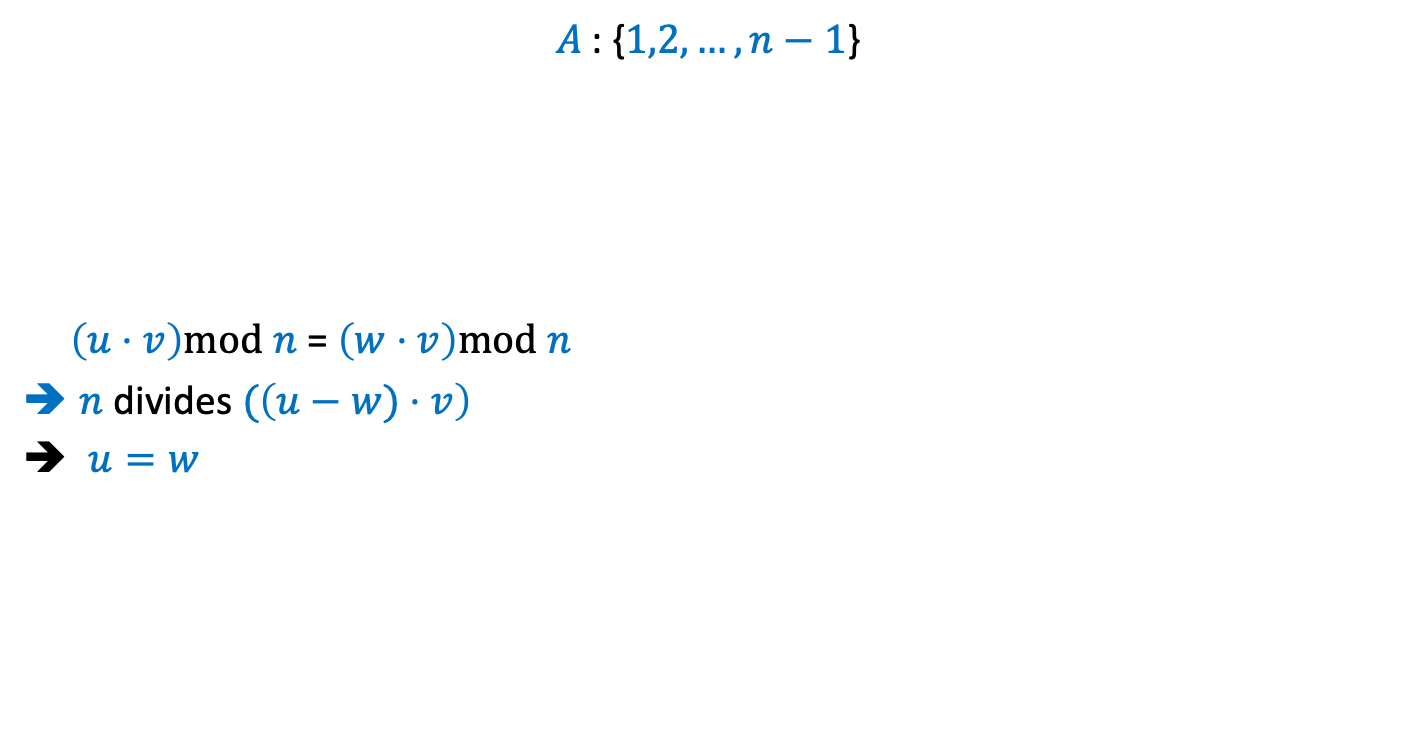 A : {1,2, … , n − 1}
(u · v)mod n = (w · v)mod n
➔ n divides ((u − w) · v)
➔ u = w